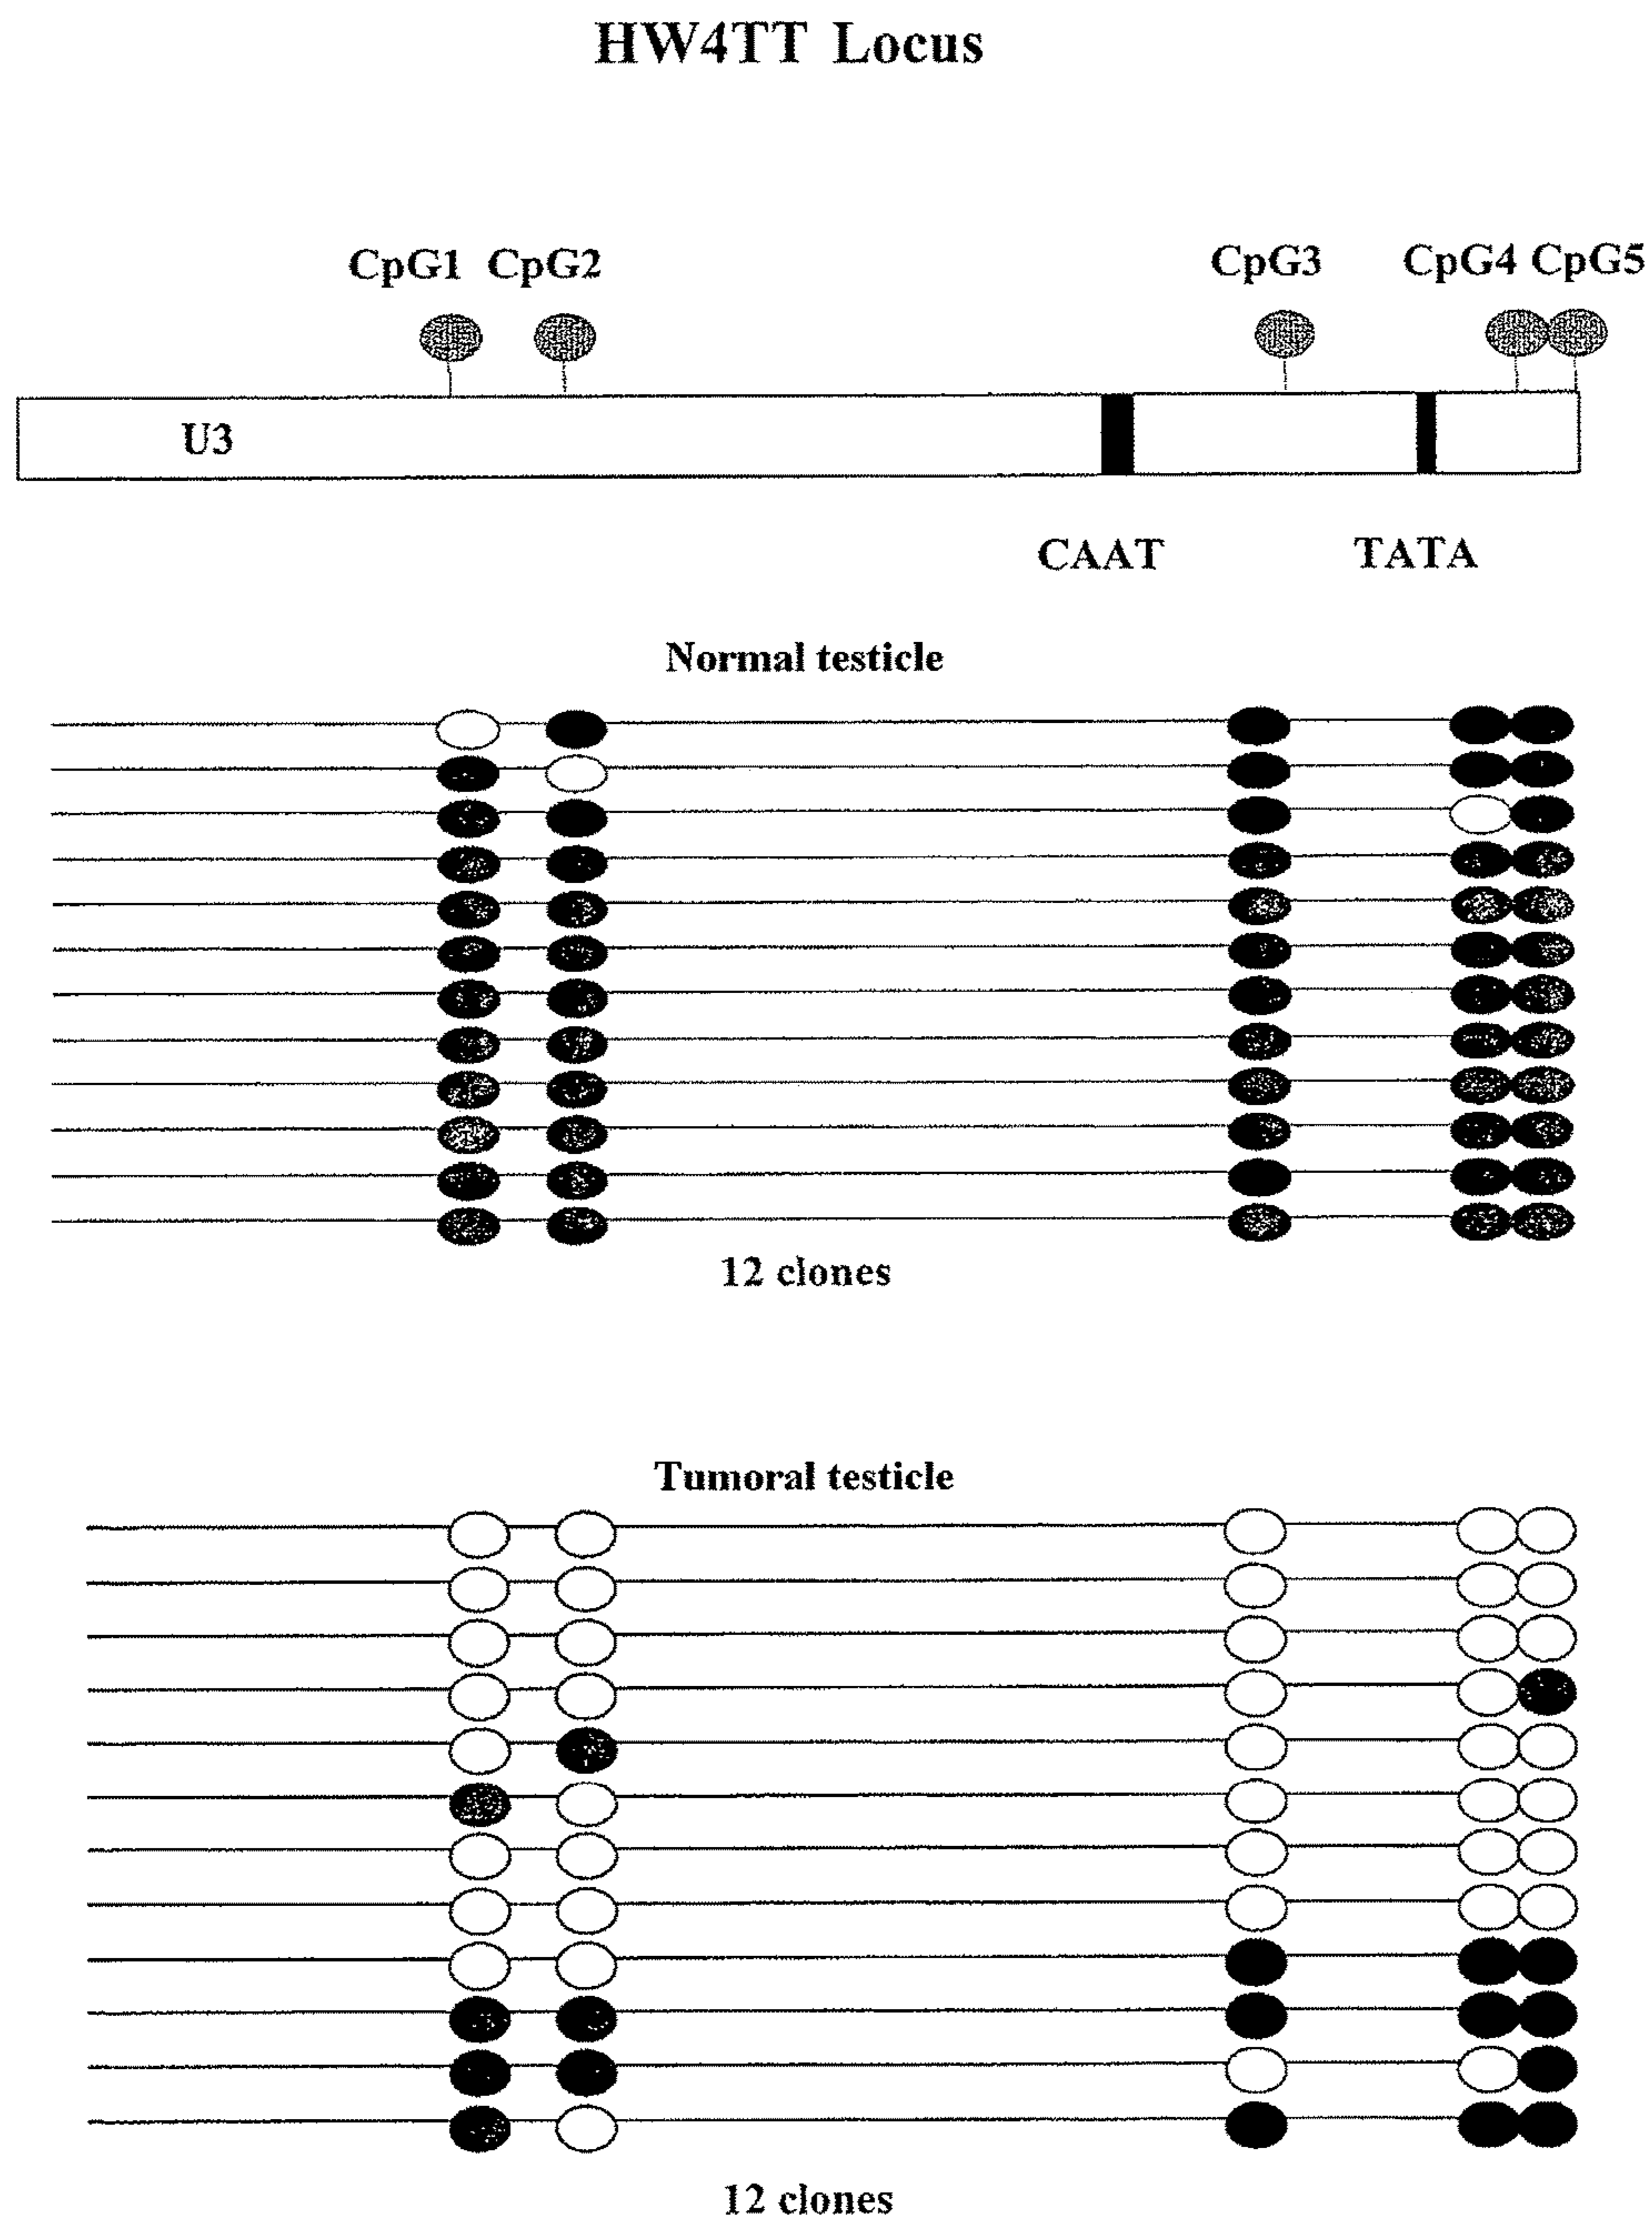 HW4TT Locus
CpG1 CpG2 CpG3 CpG4 CpG5
U3
CAAT TATA
Normal testicle
12 clones
Tumoral testicle
12 clones